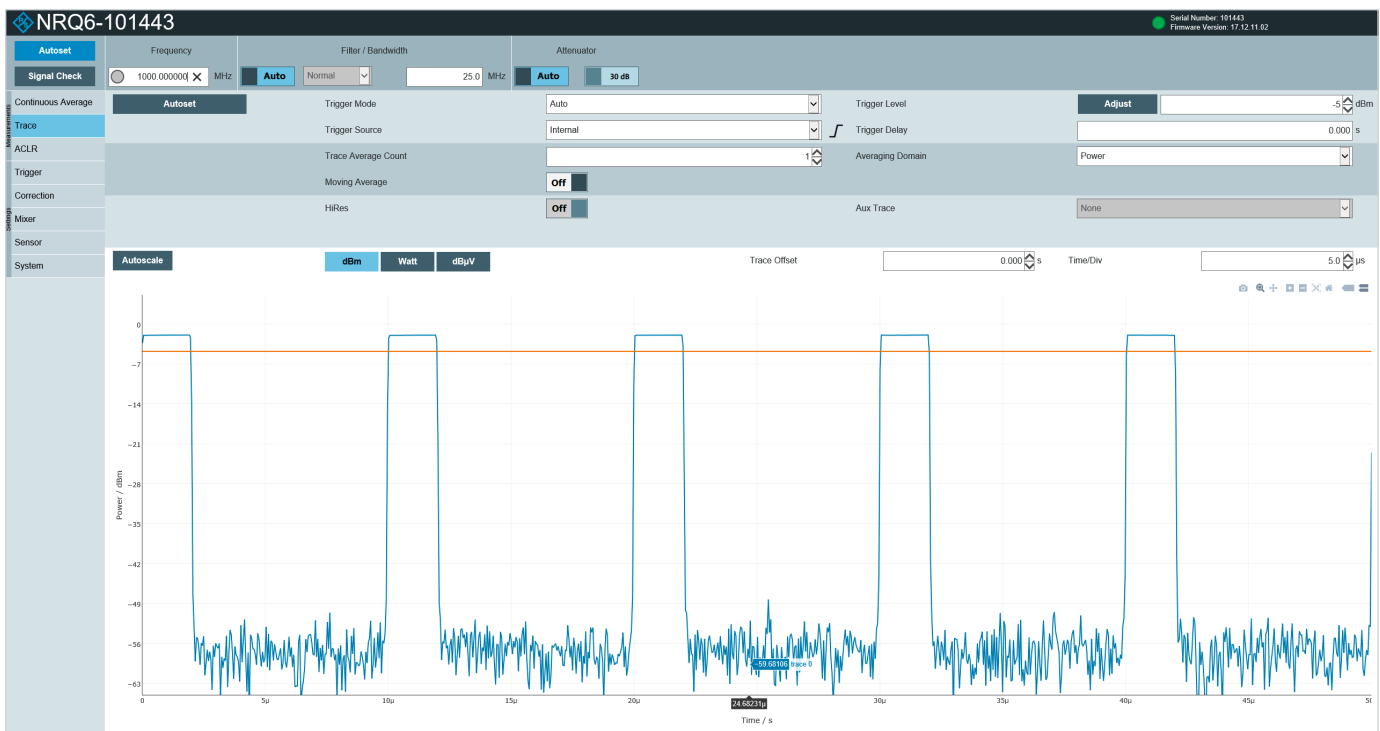 NRQ6-101443
Serial Number: 101443
Firmware Version: 17.12.11.02
Autoset
Signal Check
Frequency
1000.000000 MHz
Filter / Bandwidth
Auto
Normal
25.0 MHz
Attenuator
Auto
30 dB
Measurements
Continuous Average
Trace
ACLR
Trigger
Correction
Settings
Mixer
Sensor
System
Autoset
Trigger Mode
Auto
Trigger Level
Adjust
-5 dBm
Trigger Source
Internal
Trigger Delay
0.000 s
Trace Average Count
1
Averaging Domain
Power
Moving Average
Off
HiRes
Off
Aux Trace
None
Autoscale
dBm
Watt
dBµV
Trace Offset
0.000 s
Time/Div
5.0 µs
Power / dBm
0
−7
−14
−21
−28
−35
−42
−49
−56
−63
−59.68106 trace 0
0
5µ
10µ
15µ
20µ
24.68231µ
30µ
35µ
40µ
45µ
Time / s